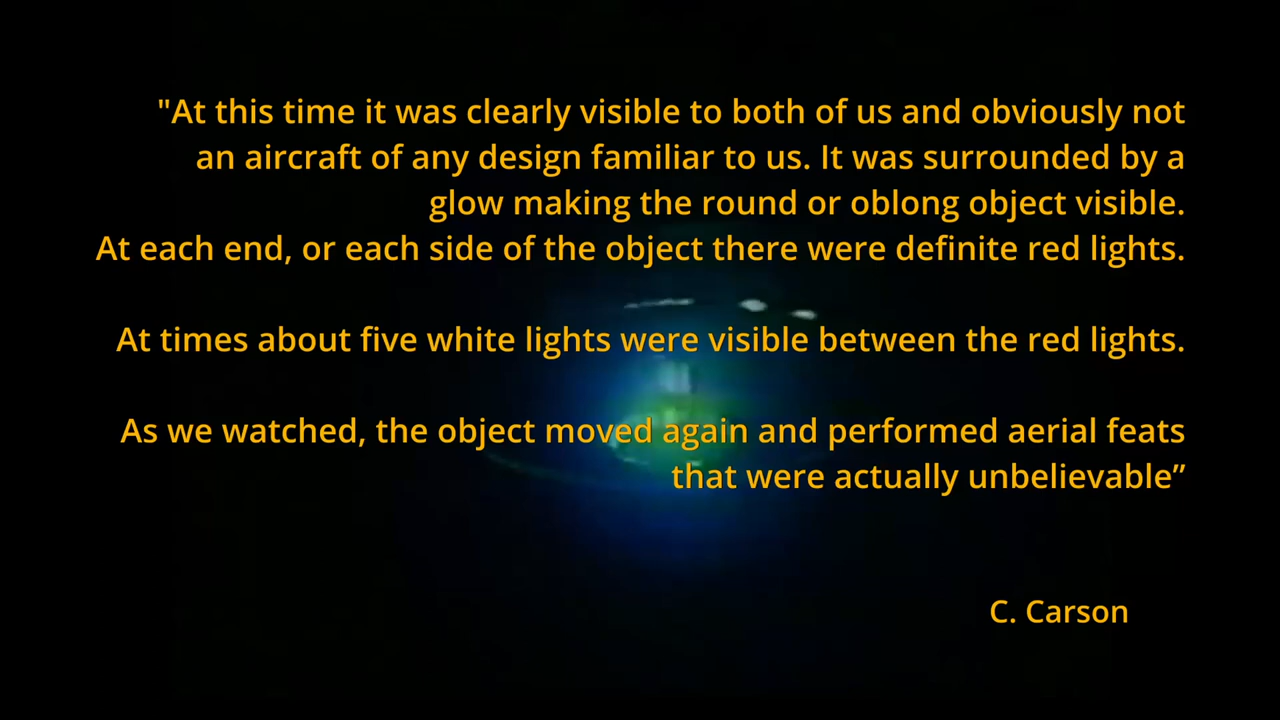 "At this time it was clearly visible to both of us and obviously not
an aircraft of any design familiar to us. It was surrounded by a
glow making the round or oblong object visible.
At each end, or each side of the object there were definite red lights.
At times about five white lights were visible between the red lights.
As we watched, the object moved again and performed aerial feats
that were actually unbelievable”
C. Carson